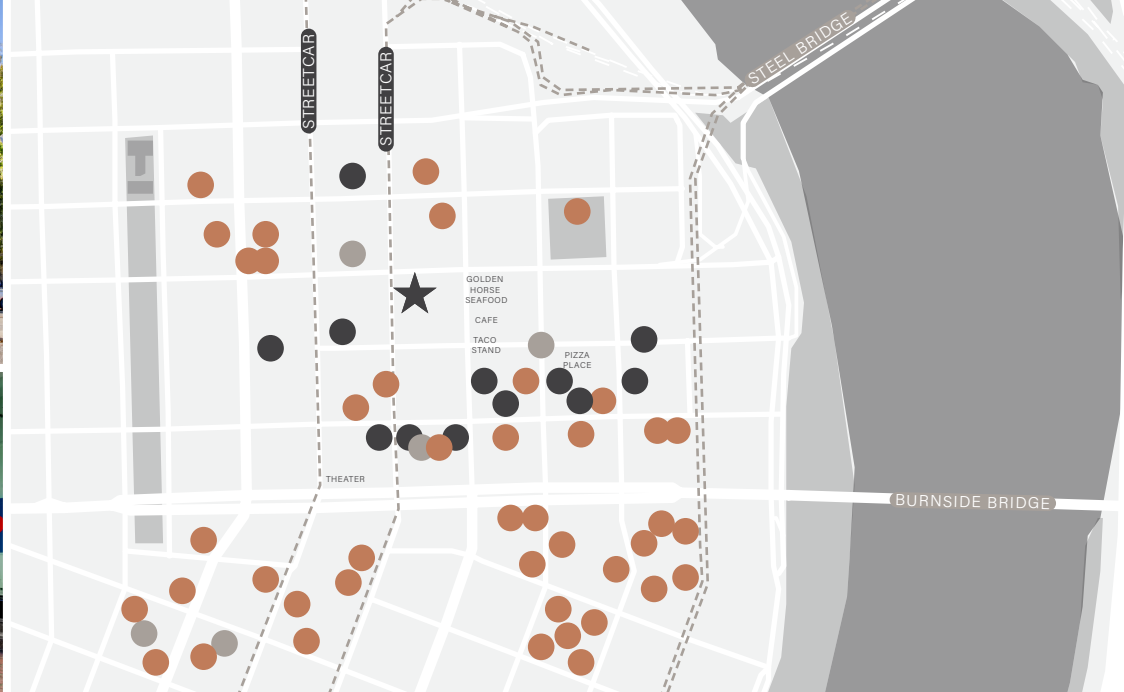 STREETCAR
STREETCAR
STEEL BRIDGE
GOLDEN
HORSE
SEAFOOD
CAFE
TACO
STAND
PIZZA
PLACE
THEATER
BURNSIDE BRIDGE